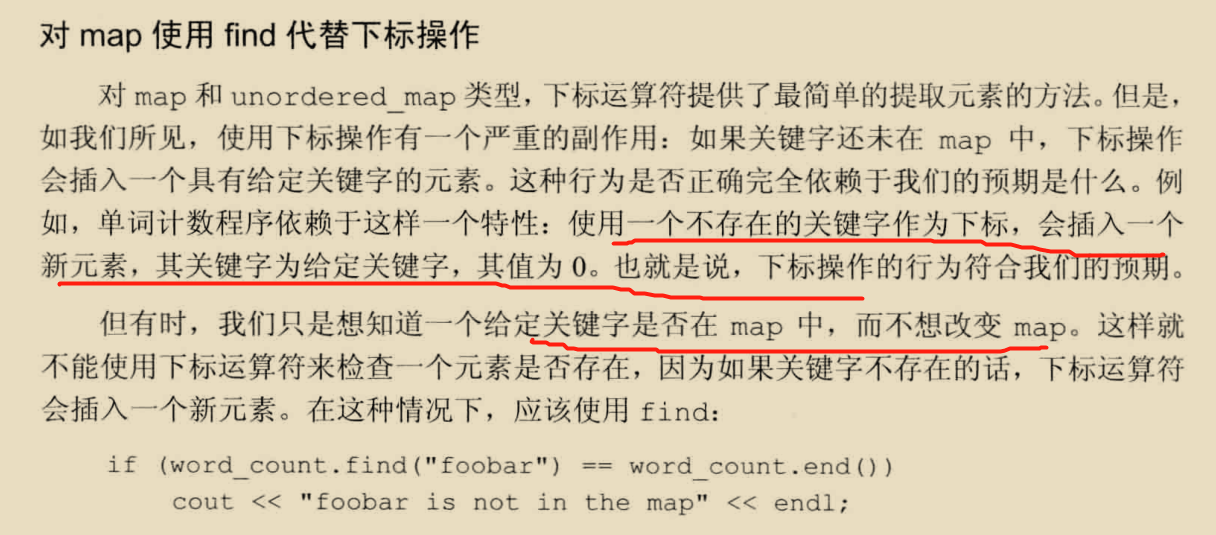 对 map 使用 find 代替下标操作
对 map 和 unordered_map 类型，下标运算符提供了最简单的提取元素的方法。但是，
如我们所见，使用下标操作有一个严重的副作用：如果关键字还未在 map 中，下标操作
会插入一个具有给定关键字的元素。这种行为是否正确完全依赖于我们的预期是什么。例
如，单词计数程序依赖于这样一个特性：使用一个不存在的关键字作为下标，会插入一个
新元素，其关键字为给定关键字，其值为 0。也就是说，下标操作的行为符合我们的预期。
但有时，我们只是想知道一个给定关键字是否在 map 中，而不想改变 map。这样就
不能使用下标运算符来检查一个元素是否存在，因为如果关键字不存在的话，下标运算符
会插入一个新元素。在这种情况下，应该使用 find：
if (word_count.find("foobar") == word_count.end())
cout << "foobar is not in the map" << endl;